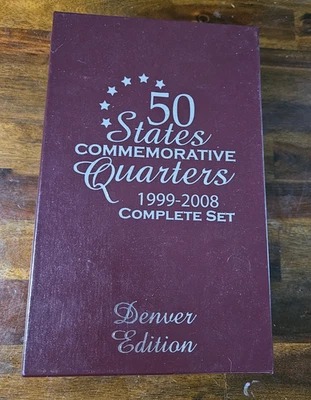 50
States
COMMEMORATIVE
Quarters
1999-2008
COMPLETE SET
Denver
Edition